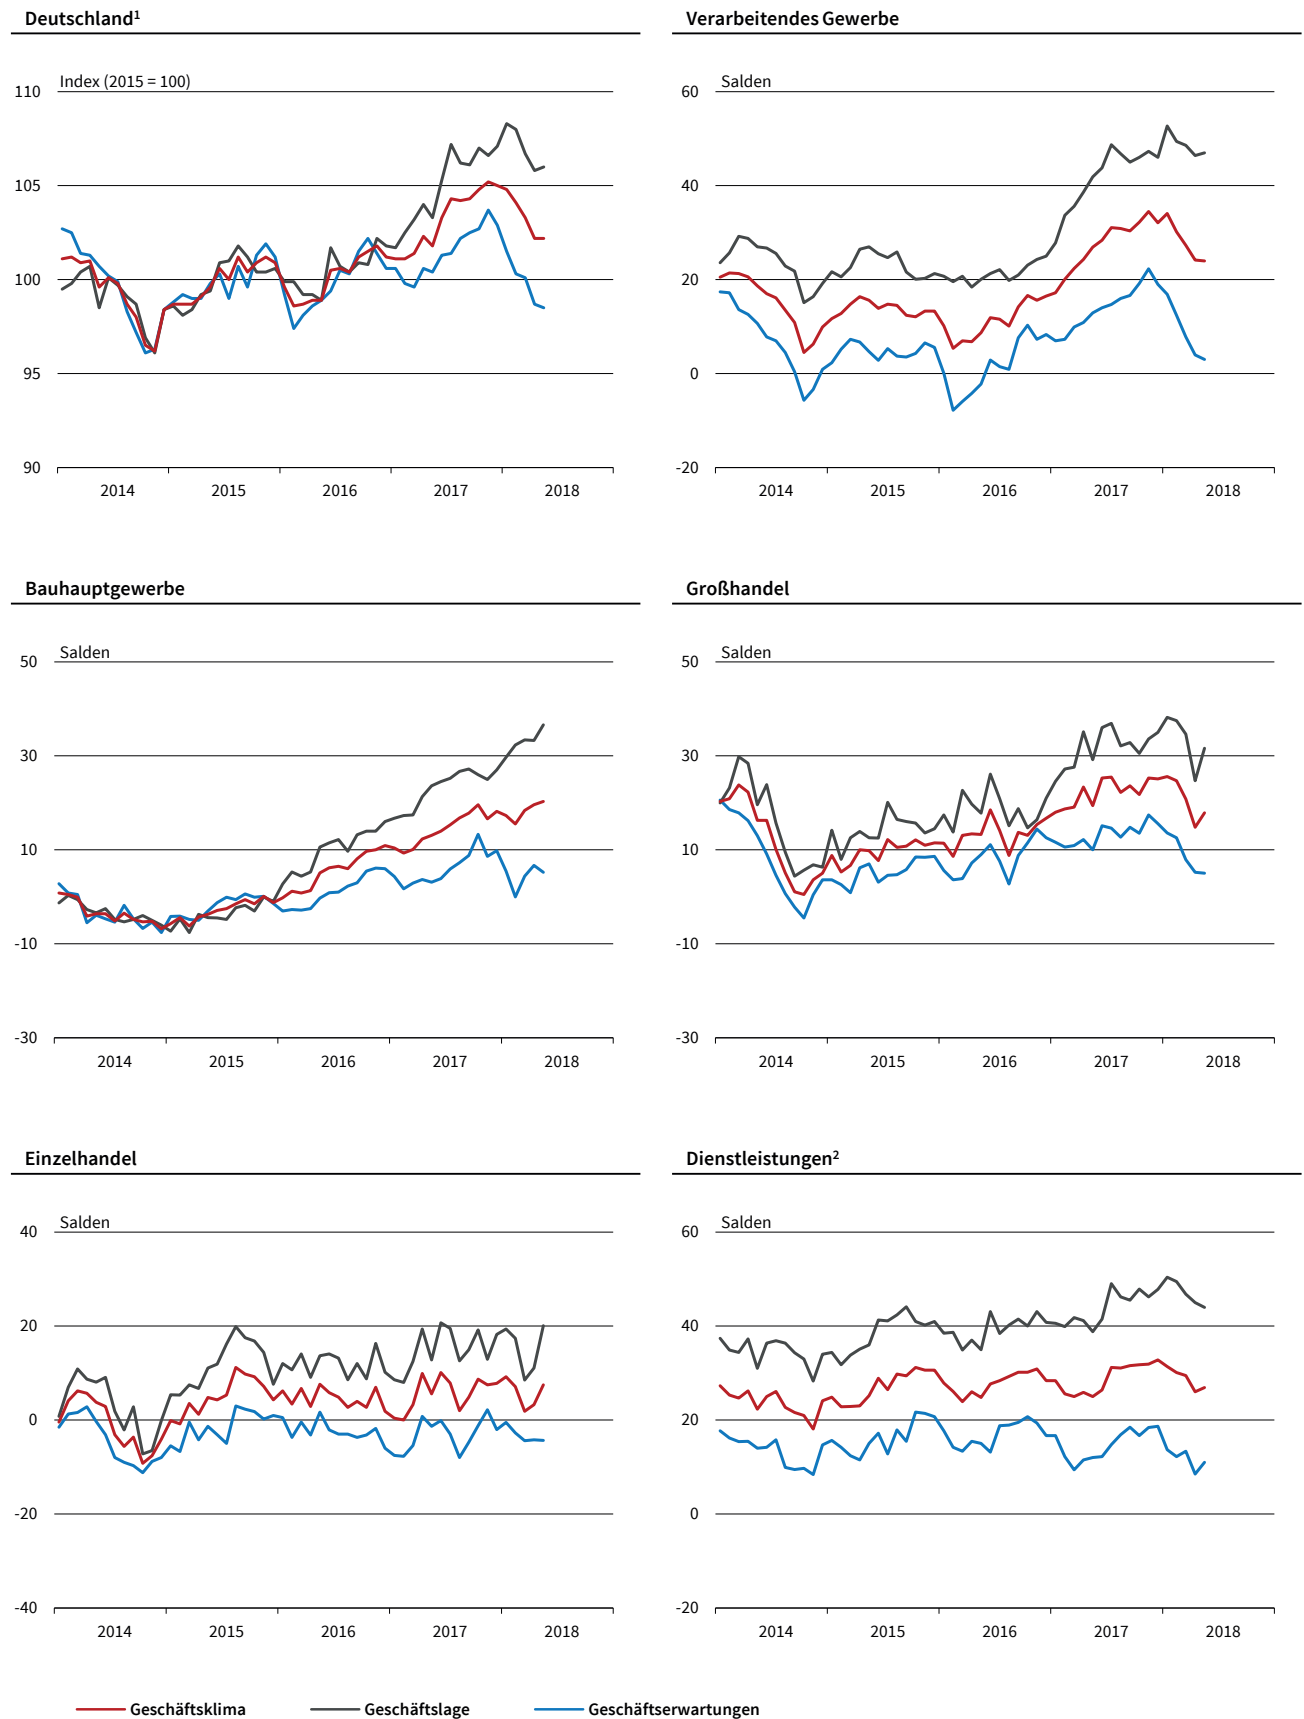 Deutschland¹
Index (2015 = 100)
110
105
100
95
90
2014 2015 2016 2017 2018
Verarbeitendes Gewerbe
Salden
60
40
20
0
-20
2014 2015 2016 2017 2018
Bauhauptgewerbe
Salden
50
30
10
-10
-30
2014 2015 2016 2017 2018
Großhandel
Salden
50
30
10
-10
-30
2014 2015 2016 2017 2018
Einzelhandel
Salden
40
20
0
-20
-40
2014 2015 2016 2017 2018
Dienstleistungen²
Salden
60
40
20
0
-20
2014 2015 2016 2017 2018
Geschäftsklima Geschäftslage Geschäftserwartungen